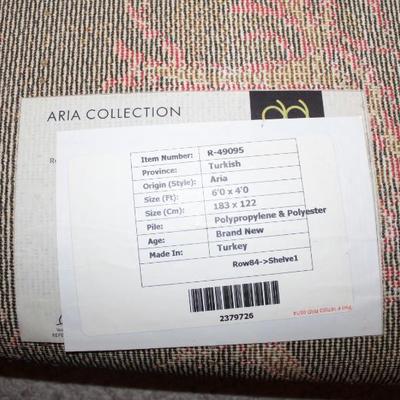 ARIA COLLECTION
Item Number: R-49095
Province: Turkish
Origin (Style): Aria
Size (Ft): 6'0 x 4'0
Size (Cm): 183 x 122
Pile: Polypropylene & Polyester
Age: Brand New
Made In: Turkey
Row84->Shelve1
2379726